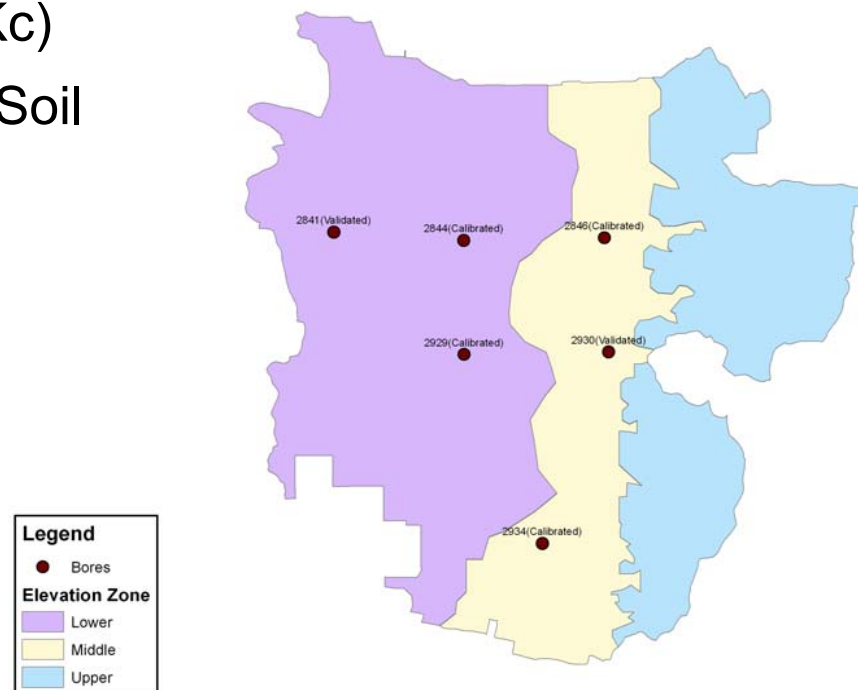 Kc)
Soil
2841(Validated)
2844(Calibrated)
2846(Calibrated)
2929(Calibrated)
2930(Validated)
2934(Calibrated)
Legend
Bores
Elevation Zone
Lower
Middle
Upper